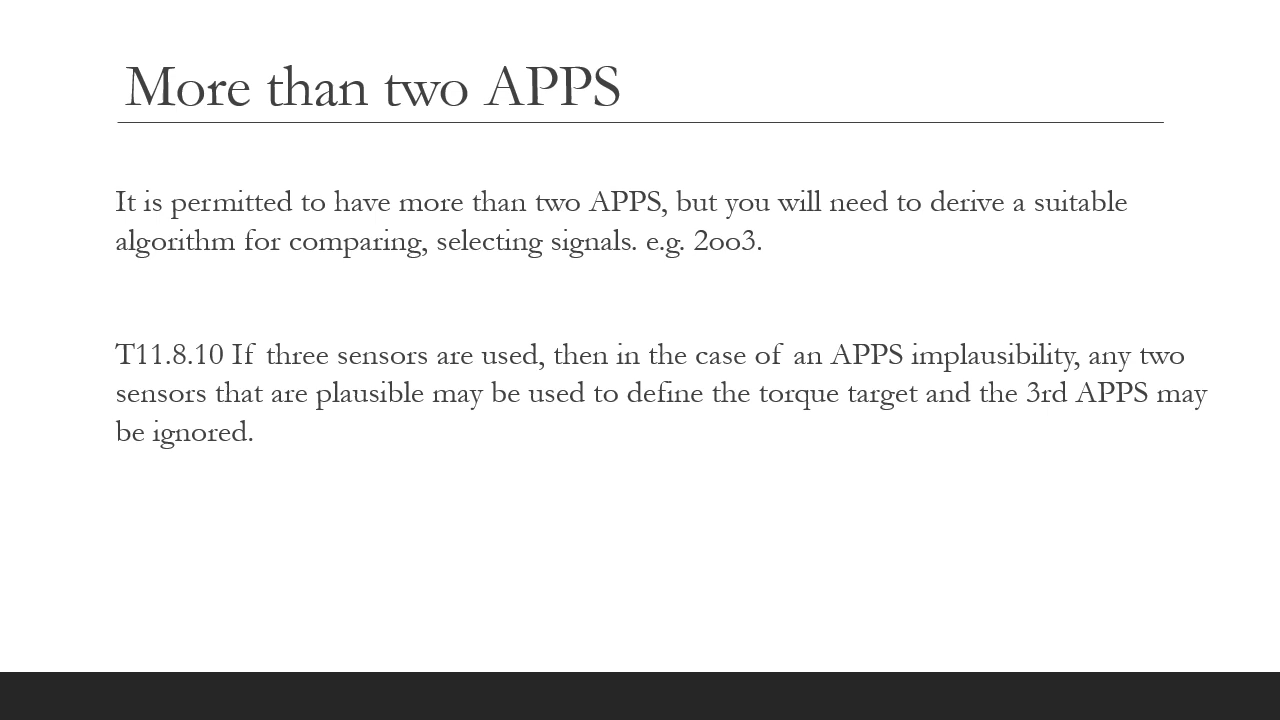 More than two APPS
It is permitted to have more than two APPS, but you will need to derive a suitable
algorithm for comparing, selecting signals. e.g. 2oo3.
T11.8.10 If three sensors are used, then in the case of an APPS implausibility, any two
sensors that are plausible may be used to define the torque target and the 3rd APPS may
be ignored.